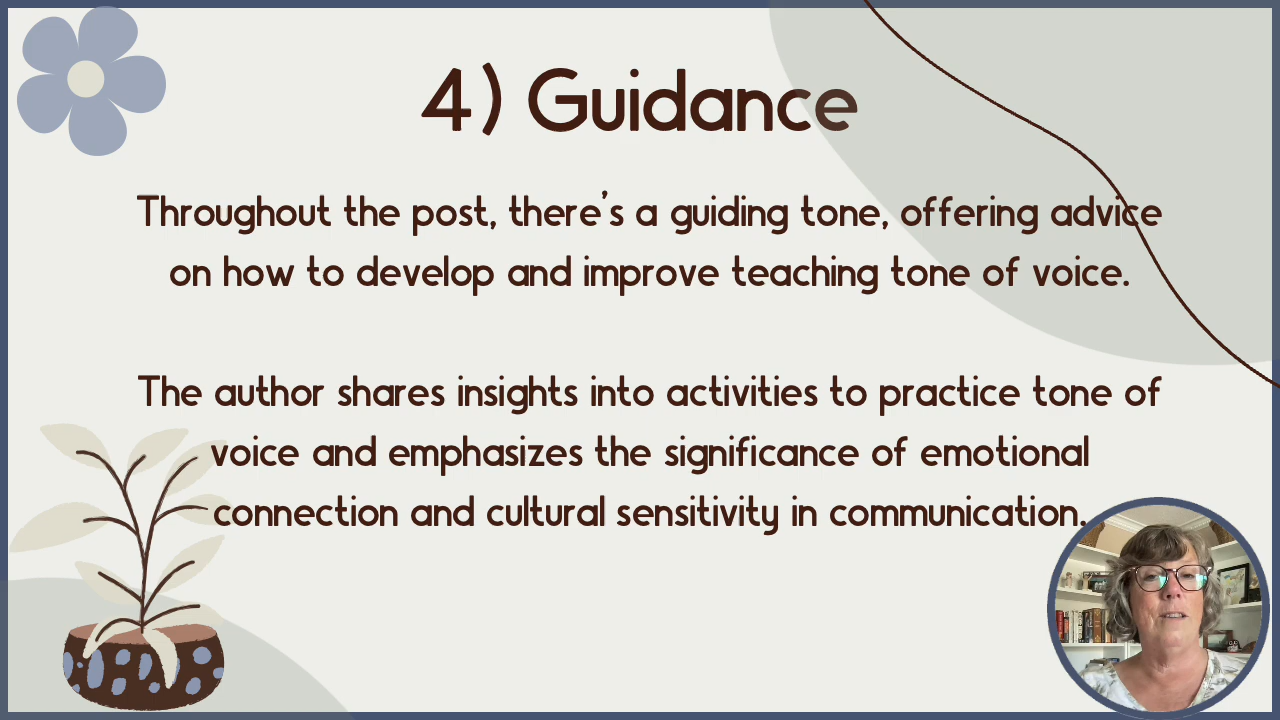 4) Guidance
Throughout the post, there's a guiding tone, offering advice
on how to develop and improve teaching tone of voice.
The author shares insights into activities to practice tone of
voice and emphasizes the significance of emotional
connection and cultural sensitivity in communication.